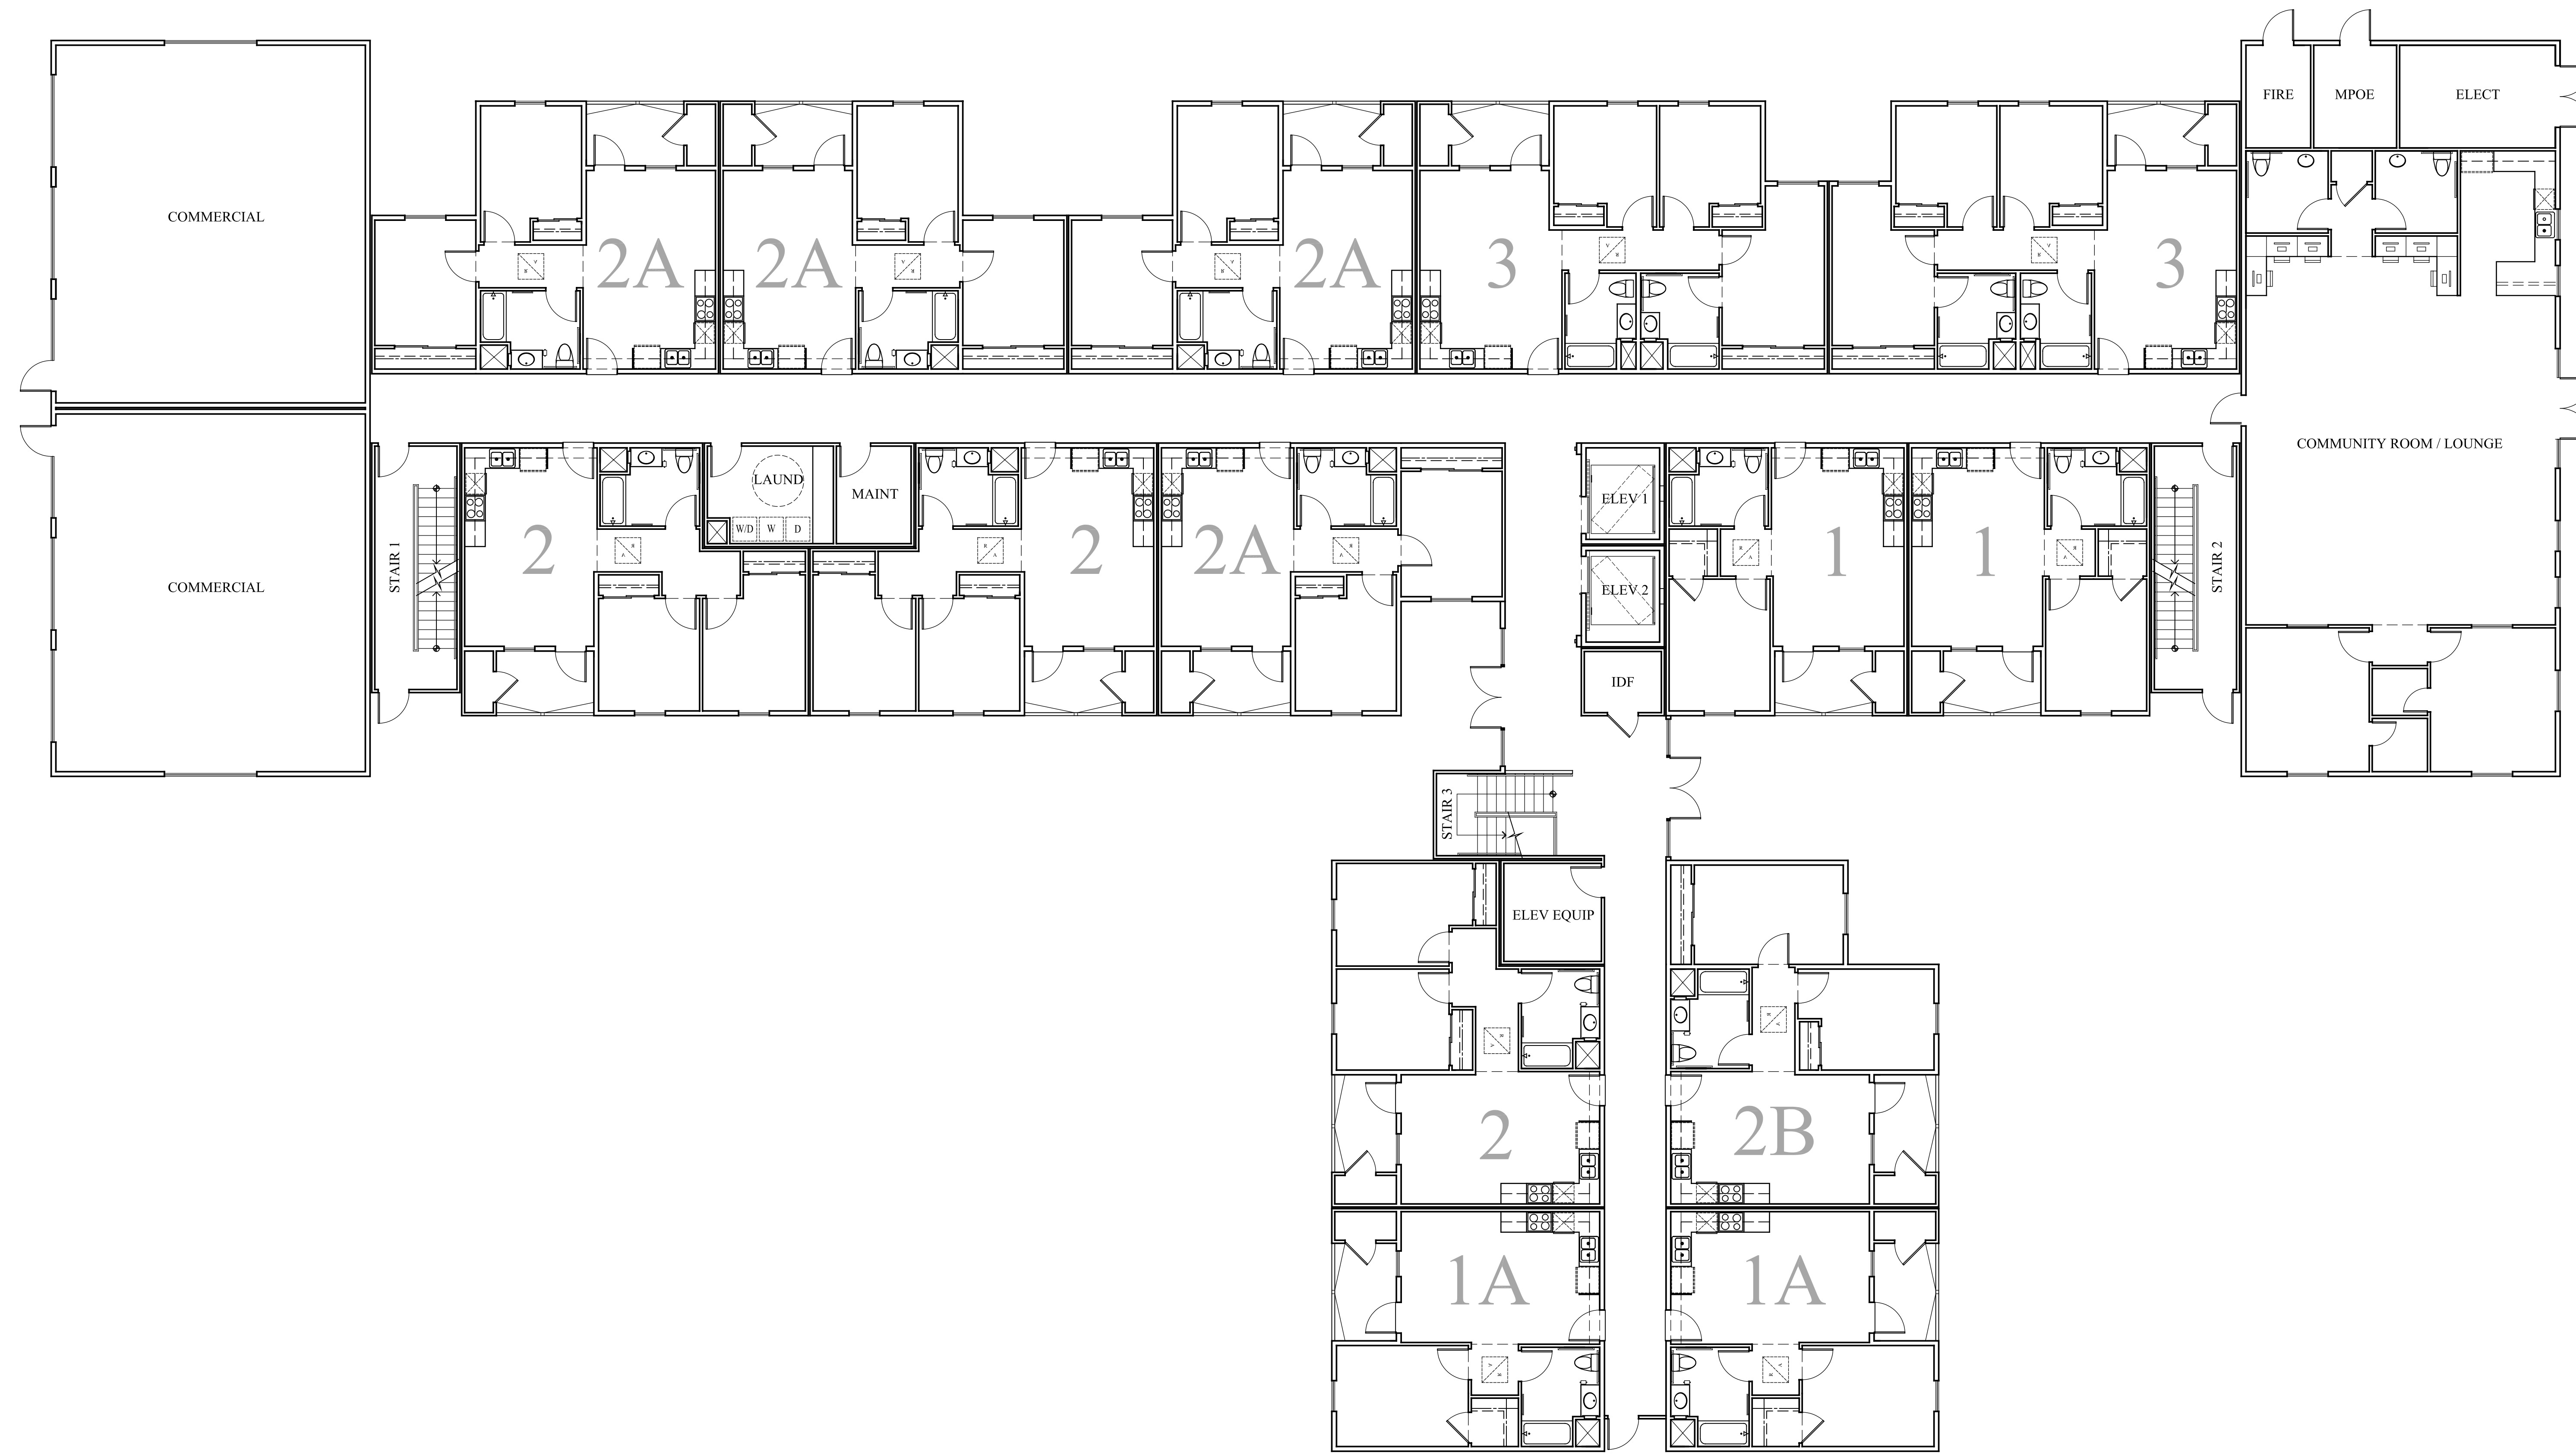 FIRE
MPOE
ELECT
COMMERCIAL
2A
2A
2A
3
3
COMMUNITY ROOM / LOUNGE
LAUND
MAINT
W/D
W
D
ELEV 1
ELEV 2
STAIR 1
2
2
2A
1
1
STAIR 2
COMMERCIAL
IDF
STAIR 3
ELEV EQUIP
2
2B
1A
1A